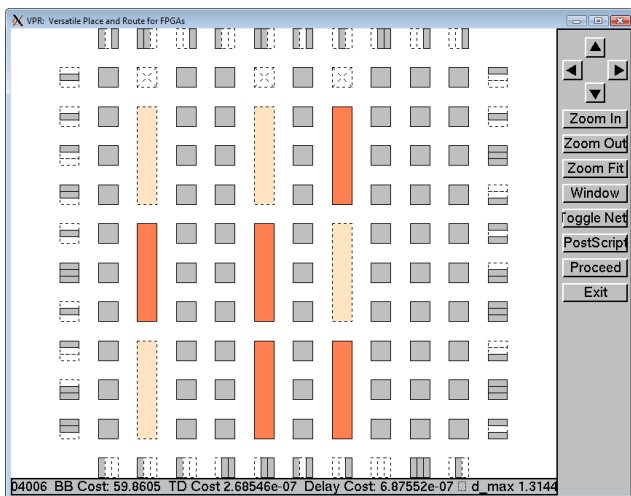 VPR: Versatile Place and Route for FPGAs
Zoom In
Zoom Out
Zoom Fit
Window
Toggle Net
PostScript
Proceed
Exit
04006 BB Cost: 59.8605 TD Cost 2.68546e-07 Delay Cost: 6.87552e-07 d_max 1.3144